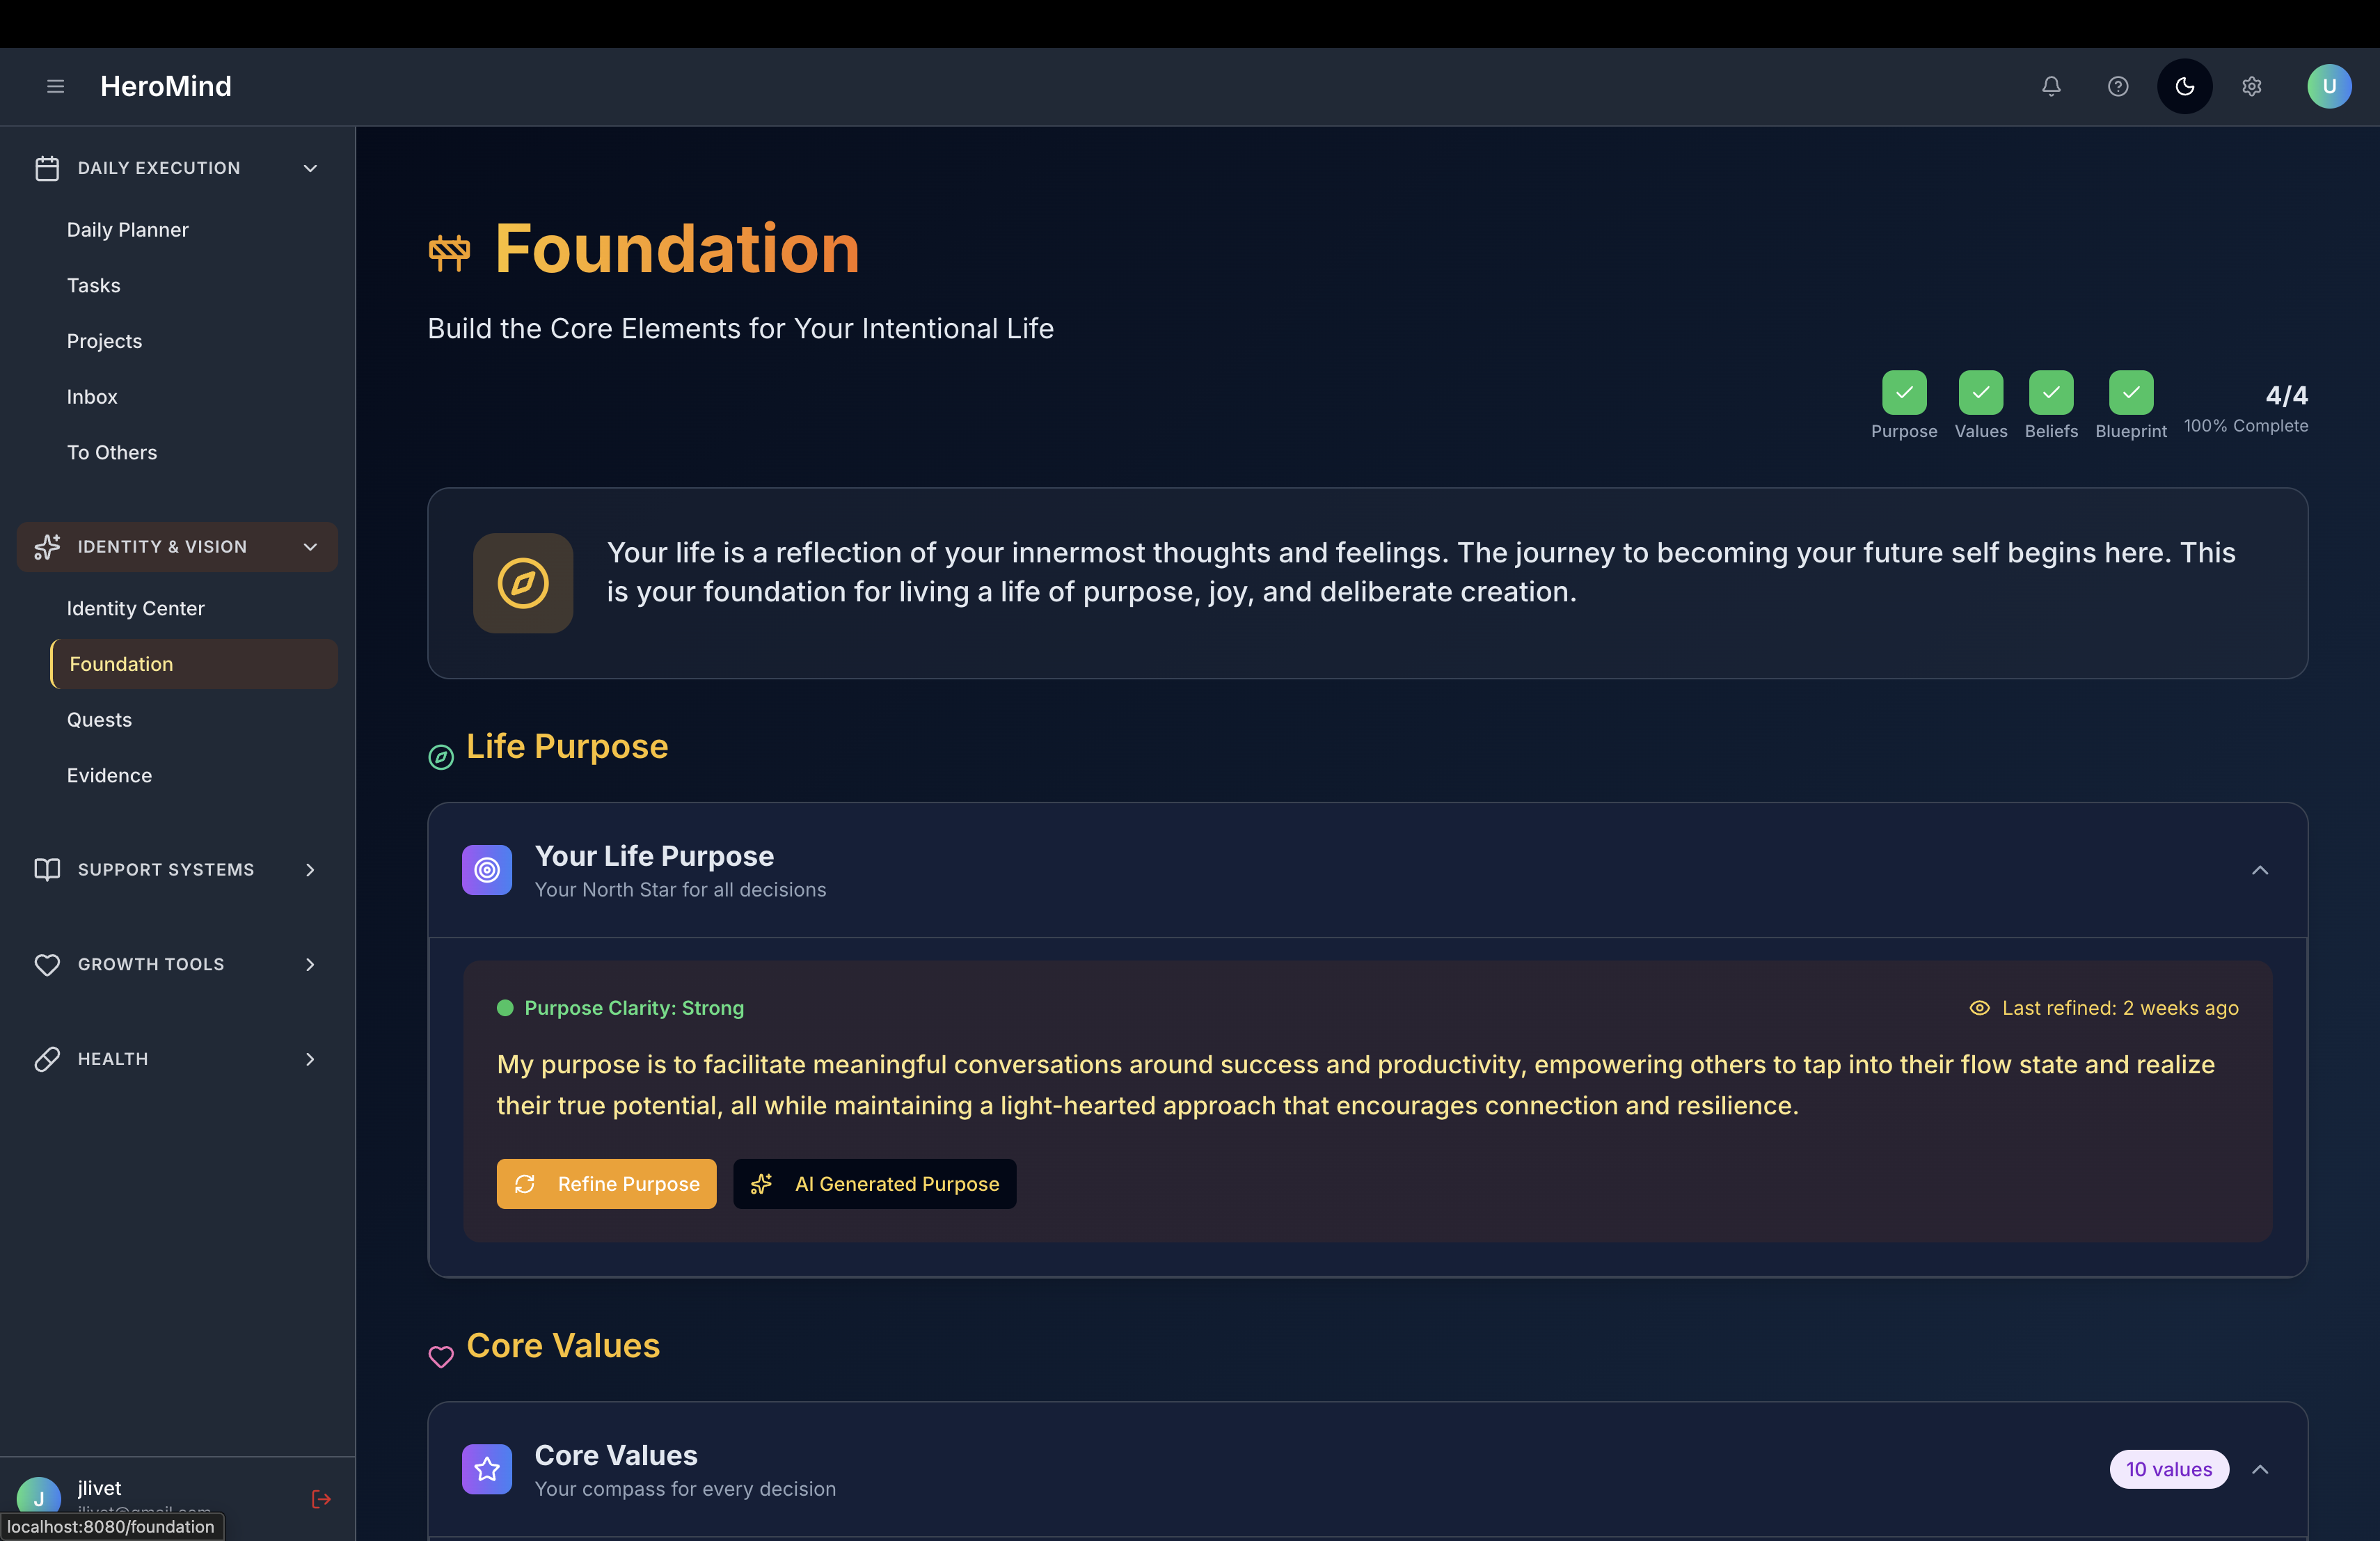 HeroMind
U
DAILY EXECUTION
Daily Planner
Tasks
Projects
Inbox
To Others
IDENTITY & VISION
Identity Center
Foundation
Quests
Evidence
SUPPORT SYSTEMS
GROWTH TOOLS
HEALTH
J
jlivet
jlivet@gmail.com
localhost:8080/foundation
Foundation
Build the Core Elements for Your Intentional Life
Purpose
Values
Beliefs
Blueprint
4/4
100% Complete
Your life is a reflection of your innermost thoughts and feelings. The journey to becoming your future self begins here. This
is your foundation for living a life of purpose, joy, and deliberate creation.
Life Purpose
Your Life Purpose
Your North Star for all decisions
Purpose Clarity: Strong
Last refined: 2 weeks ago
My purpose is to facilitate meaningful conversations around success and productivity, empowering others to tap into their flow state and realize
their true potential, all while maintaining a light-hearted approach that encourages connection and resilience.
Refine Purpose
AI Generated Purpose
Core Values
Core Values
Your compass for every decision
10 values